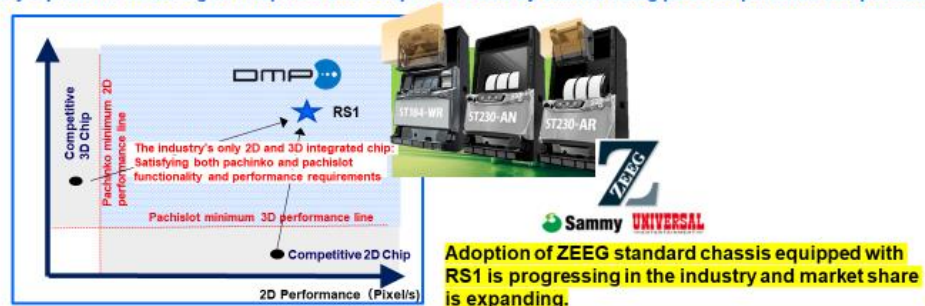 DMP
RS1
Competitive
3D Chip
Pachinko minimum 2D
performance line
The industry's only 2D and 3D integrated chip:
Satisfying both pachinko and pachislot
functionality and performance requirements
Pachislot minimum 3D performance line
Competitive 2D Chip
2D Performance (Pixel/s)
ST184-WR
ST230-AN
ST230-AR
ZEEG
Sammy UNIVERSAL
Adoption of ZEEG standard chassis equipped with
RS1 is progressing in the industry and market share
is expanding.